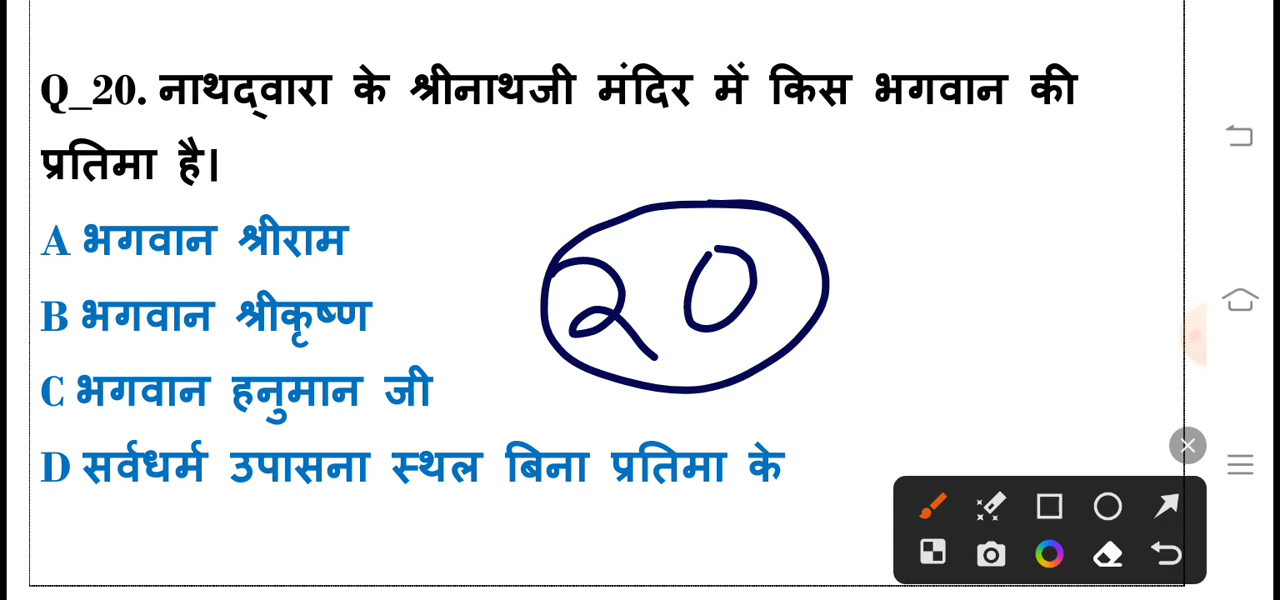 Q_20. नाथद्वारा के श्रीनाथजी मंदिर में किस भगवान की
प्रतिमा है।
A भगवान श्रीराम
B भगवान श्रीकृष्ण
20
C भगवान हनुमान जी
D सर्वधर्म उपासना स्थल बिना प्रतिमा के